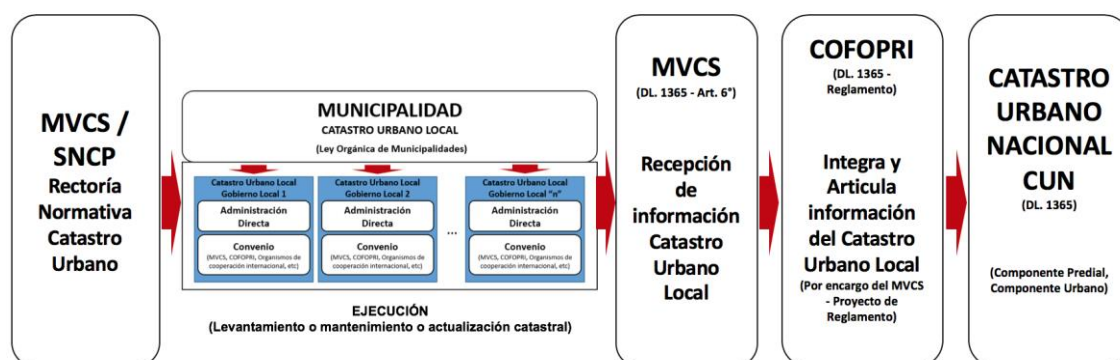 MVCS /
SNCP
Rectoría
Normativa
Catastro
Urbano
MUNICIPALIDAD
CATASTRO URBANO LOCAL
(Ley Orgánica de Municipalidades)
Catastro Urbano Local
Gobierno Local 1
Administración
Directa
Convenio
(MVCS, COFOPRI, Organismos de
cooperación internacional, etc)
Catastro Urbano Local
Gobierno Local 2
Administración
Directa
Convenio
(MVCS, COFOPRI, Organismos de
cooperación internacional, etc)
...
Catastro Urbano Local
Gobierno Local "n"
Administración
Directa
Convenio
(MVCS, COFOPRI, Organismos de
cooperación internacional, etc)
EJECUCIÓN
(Levantamiento o mantenimiento o actualización catastral)
MVCS
(DL. 1365 - Art. 6°)
Recepción
de
información
Catastro
Urbano
Local
COFOPRI
(DL. 1365 -
Reglamento)
Integra y
Articula
información
del Catastro
Urbano Local
(Por encargo del MVCS
- Proyecto de
Reglamento)
CATASTRO
URBANO
NACIONAL
CUN
(DL. 1365)
(Componente Predial,
Componente Urbano)